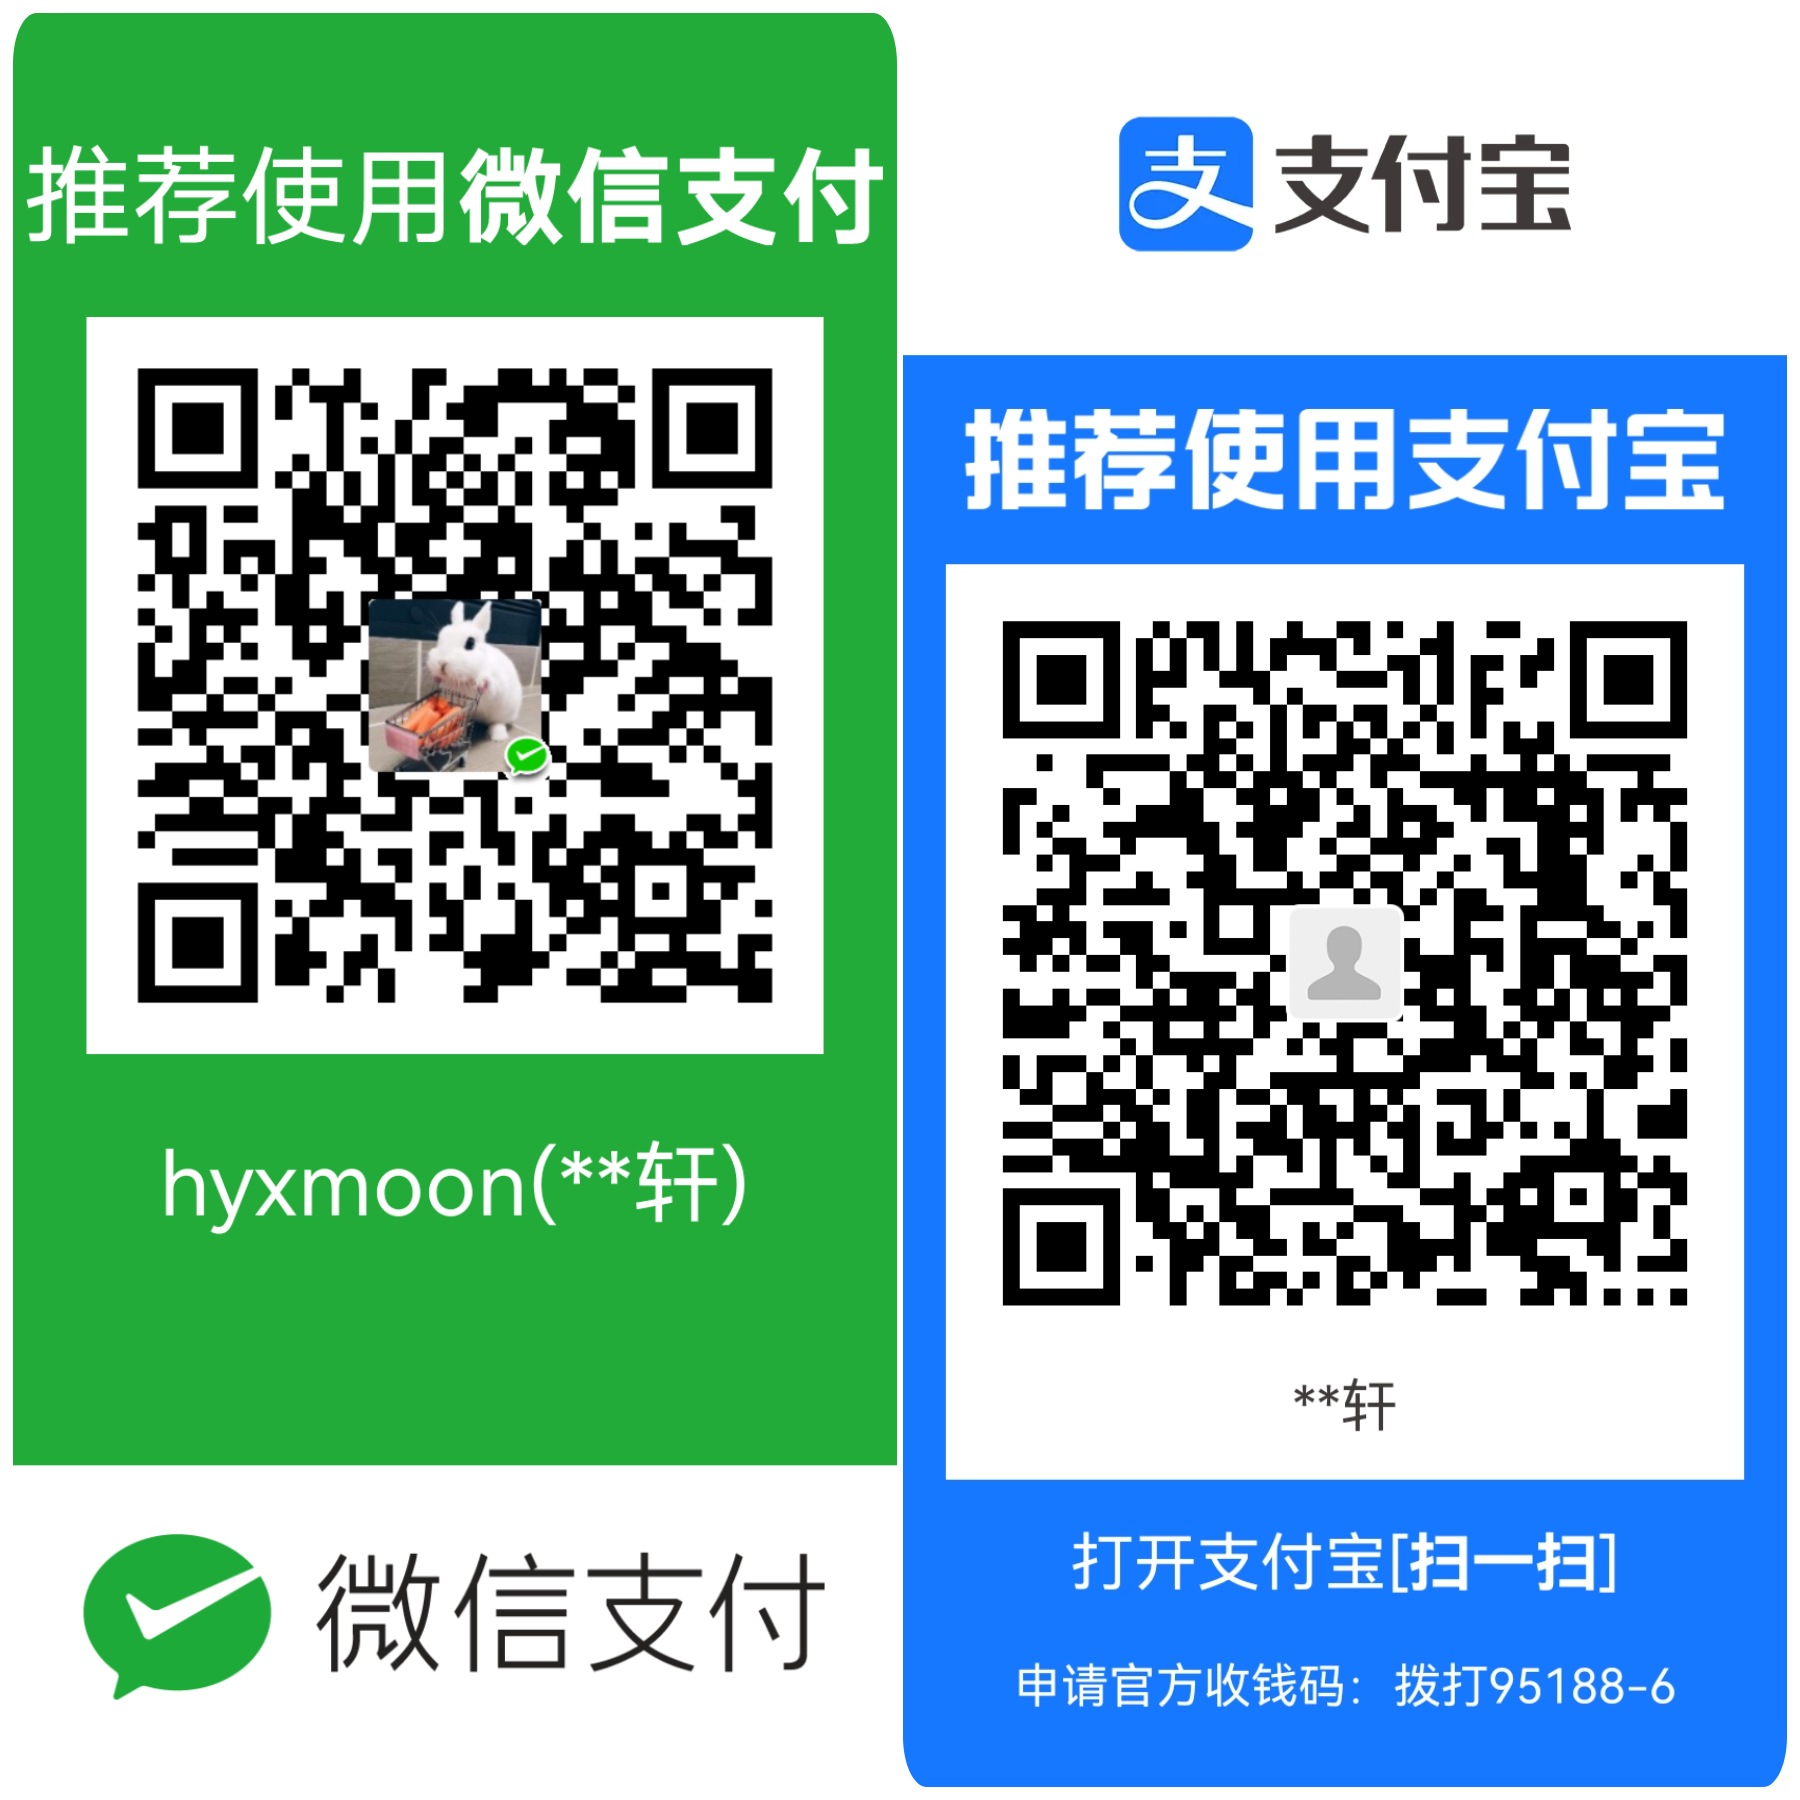 推荐使用微信支付
hyxmoon(**轩)
微信支付
支 支付宝
推荐使用支付宝
**轩
打开支付宝[扫一扫]
申请官方收钱码：拨打95188-6